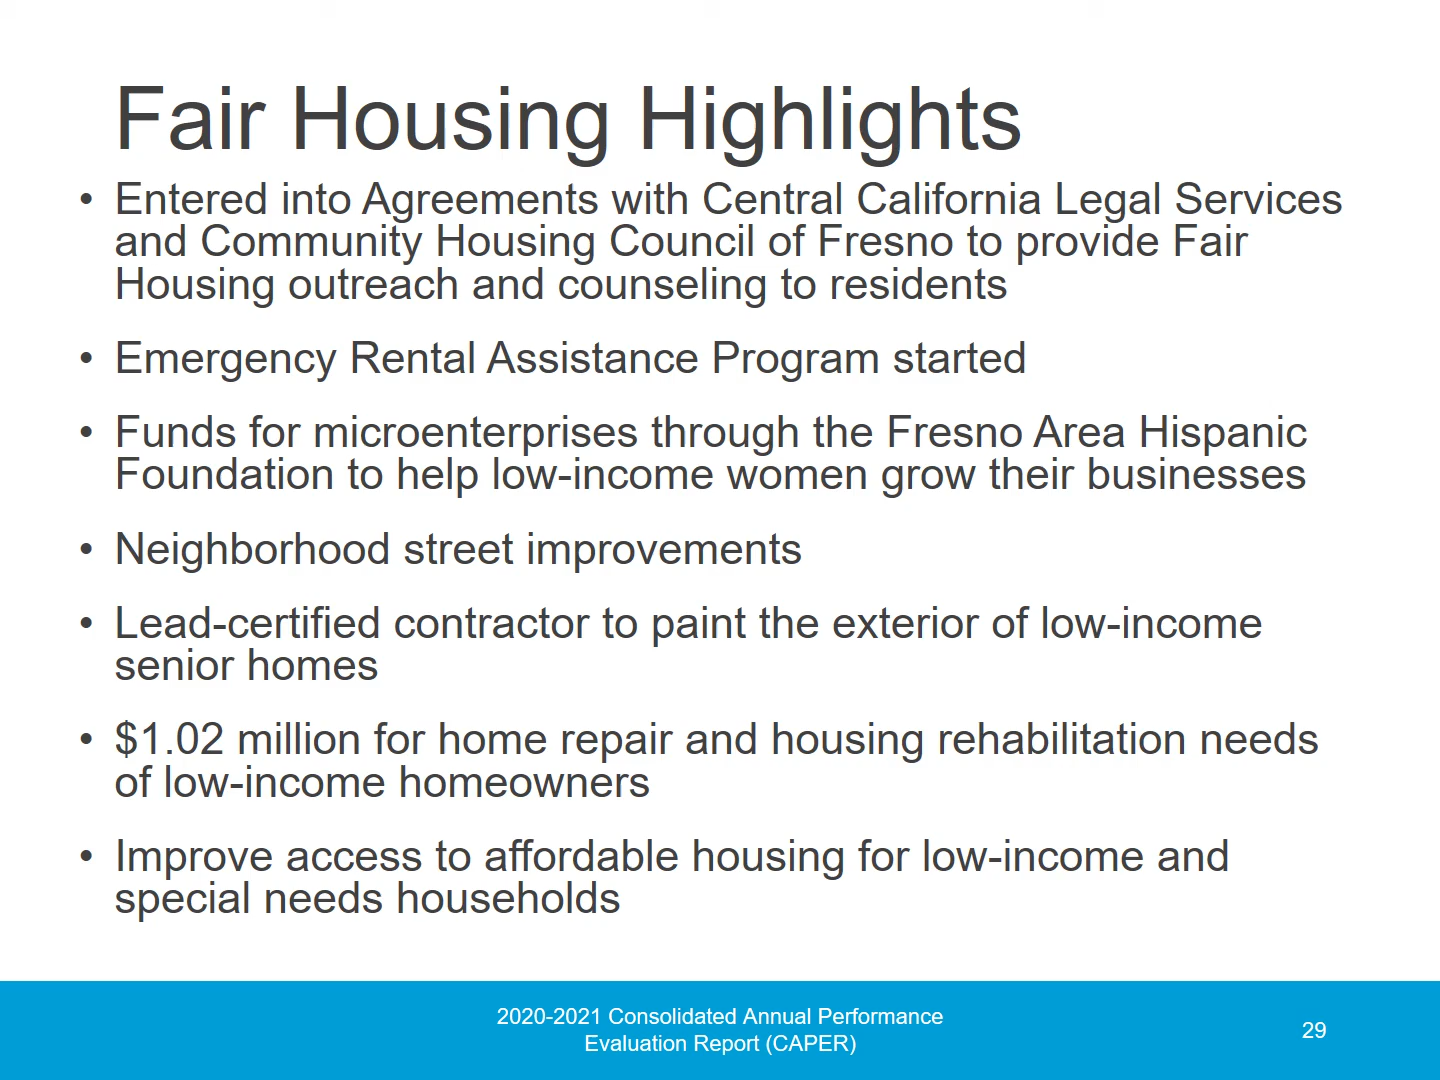 Fair Housing Highlights
• Entered into Agreements with Central California Legal Services
and Community Housing Council of Fresno to provide Fair
Housing outreach and counseling to residents
• Emergency Rental Assistance Program started
• Funds for microenterprises through the Fresno Area Hispanic
Foundation to help low-income women grow their businesses
• Neighborhood street improvements
• Lead-certified contractor to paint the exterior of low-income
senior homes
• $1.02 million for home repair and housing rehabilitation needs
of low-income homeowners
• Improve access to affordable housing for low-income and
special needs households
2020-2021 Consolidated Annual Performance
Evaluation Report (CAPER)
29